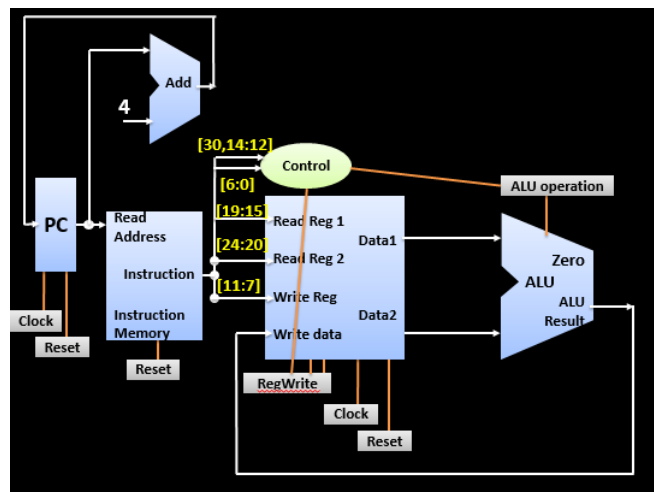 Add
4
[30,14:12]
Control
[6:0]
ALU operation
PC
Read
Address
Instruction
Instruction
Memory
[19:15]
Read Reg 1
Data1
[24:20]
Read Reg 2
[11:7]
Write Reg
Data2
Write data
Zero
ALU
ALU
Result
Clock
Reset
Reset
RegWrite
Clock
Reset